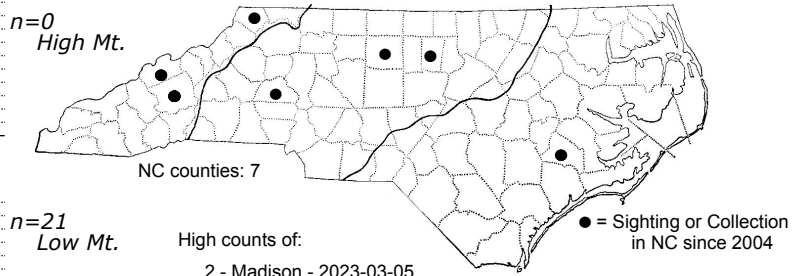 n=0
High Mt.
NC counties: 7
n=21
Low Mt.
High counts of:
2 - Madison - 2023-03-05
● = Sighting or Collection
in NC since 2004